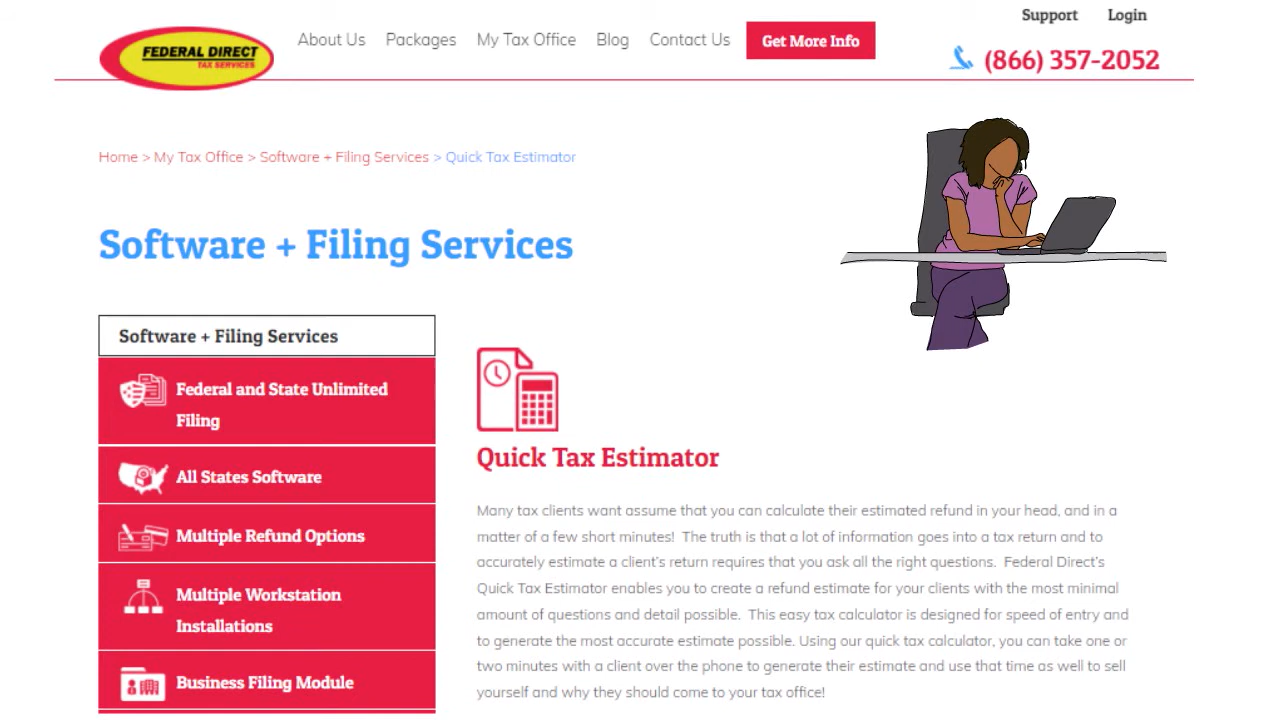 Support Login
FEDERAL DIRECT
TAX SERVICES
About Us Packages My Tax Office Blog Contact Us Get More Info
(866) 357-2052
Home > My Tax Office > Software + Filing Services > Quick Tax Estimator
Software + Filing Services
Software + Filing Services
Federal and State Unlimited
Filing
All States Software
Multiple Refund Options
Multiple Workstation
Installations
Business Filing Module
Quick Tax Estimator
Many tax clients want assume that you can calculate their estimated refund in your head, and in a
matter of a few short minutes!  The truth is that a lot of information goes into a tax return and to
accurately estimate a client's return requires that you ask all the right questions.  Federal Direct's
Quick Tax Estimator enables you to create a refund estimate for your clients with the most minimal
amount of questions and detail possible.  This easy tax calculator is designed for speed of entry and
to generate the most accurate estimate possible. Using our quick tax calculator, you can take one or
two minutes with a client over the phone to generate their estimate and use that time as well to sell
yourself and why they should come to your tax office!